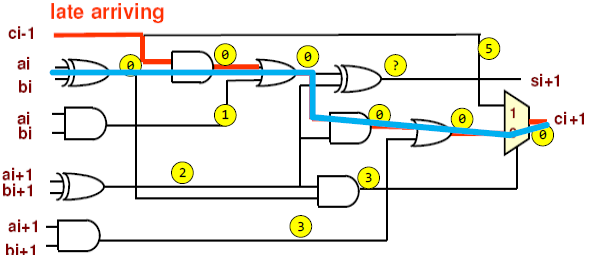 late arriving
ci-1
5
ai
0
0
0
?
bi
si+1
ai
1
0
0
1
ci+1
bi
0
ai+1
2
3
bi+1
ai+1
3
bi+1